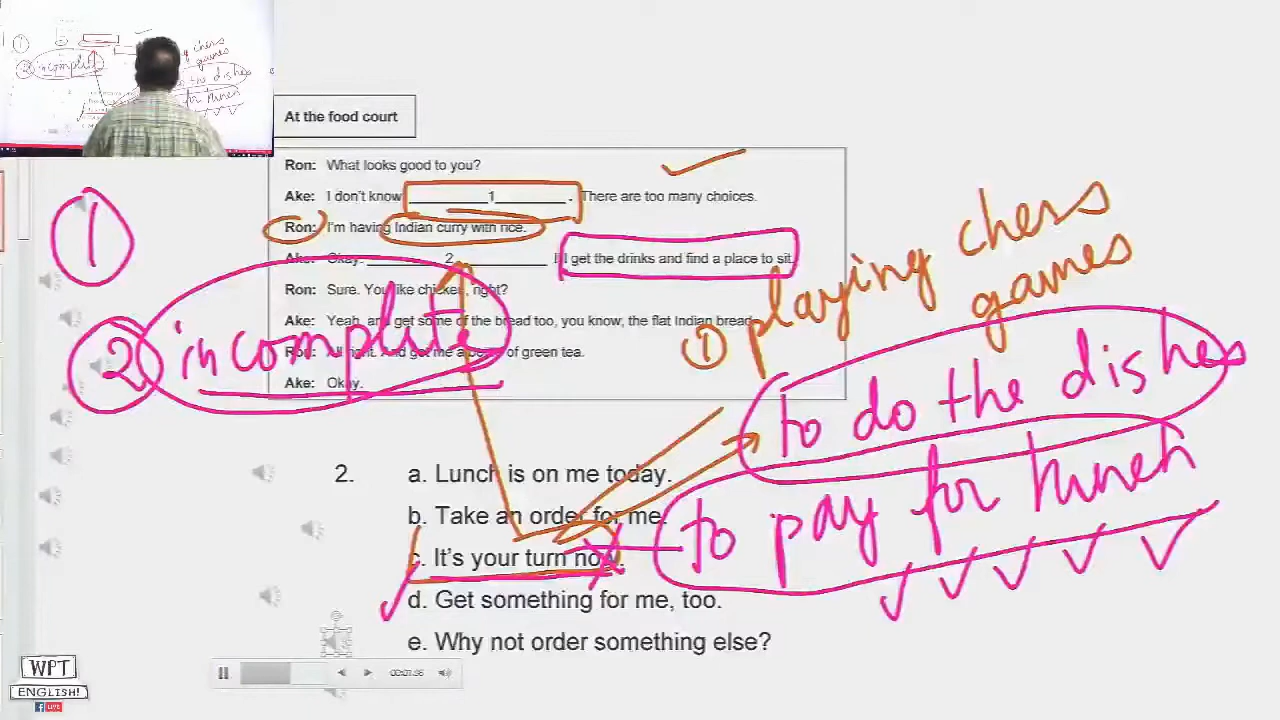 At the food court
Ron: What looks good to you?
Ake: I don't know ________1________. There are too many choices.
Ron: I'm having Indian curry with rice.
Ake: Okay. ________2________ I get the drinks and find a place to sit.
Ron: Sure. You like chicken, right?
Ake: Yeah, and get some of the bread too, you know, the flat Indian bread.
Ron: All right. And get me a of green tea.
Ake: Okay.
①
② incomplete
① playing chess
games
to do the dishes
to pay for lunch
2. a. Lunch is on me today.
b. Take an order for me.
c. It's your turn now.
d. Get something for me, too.
e. Why not order something else?
WPT
ENGLISH!
LIVE